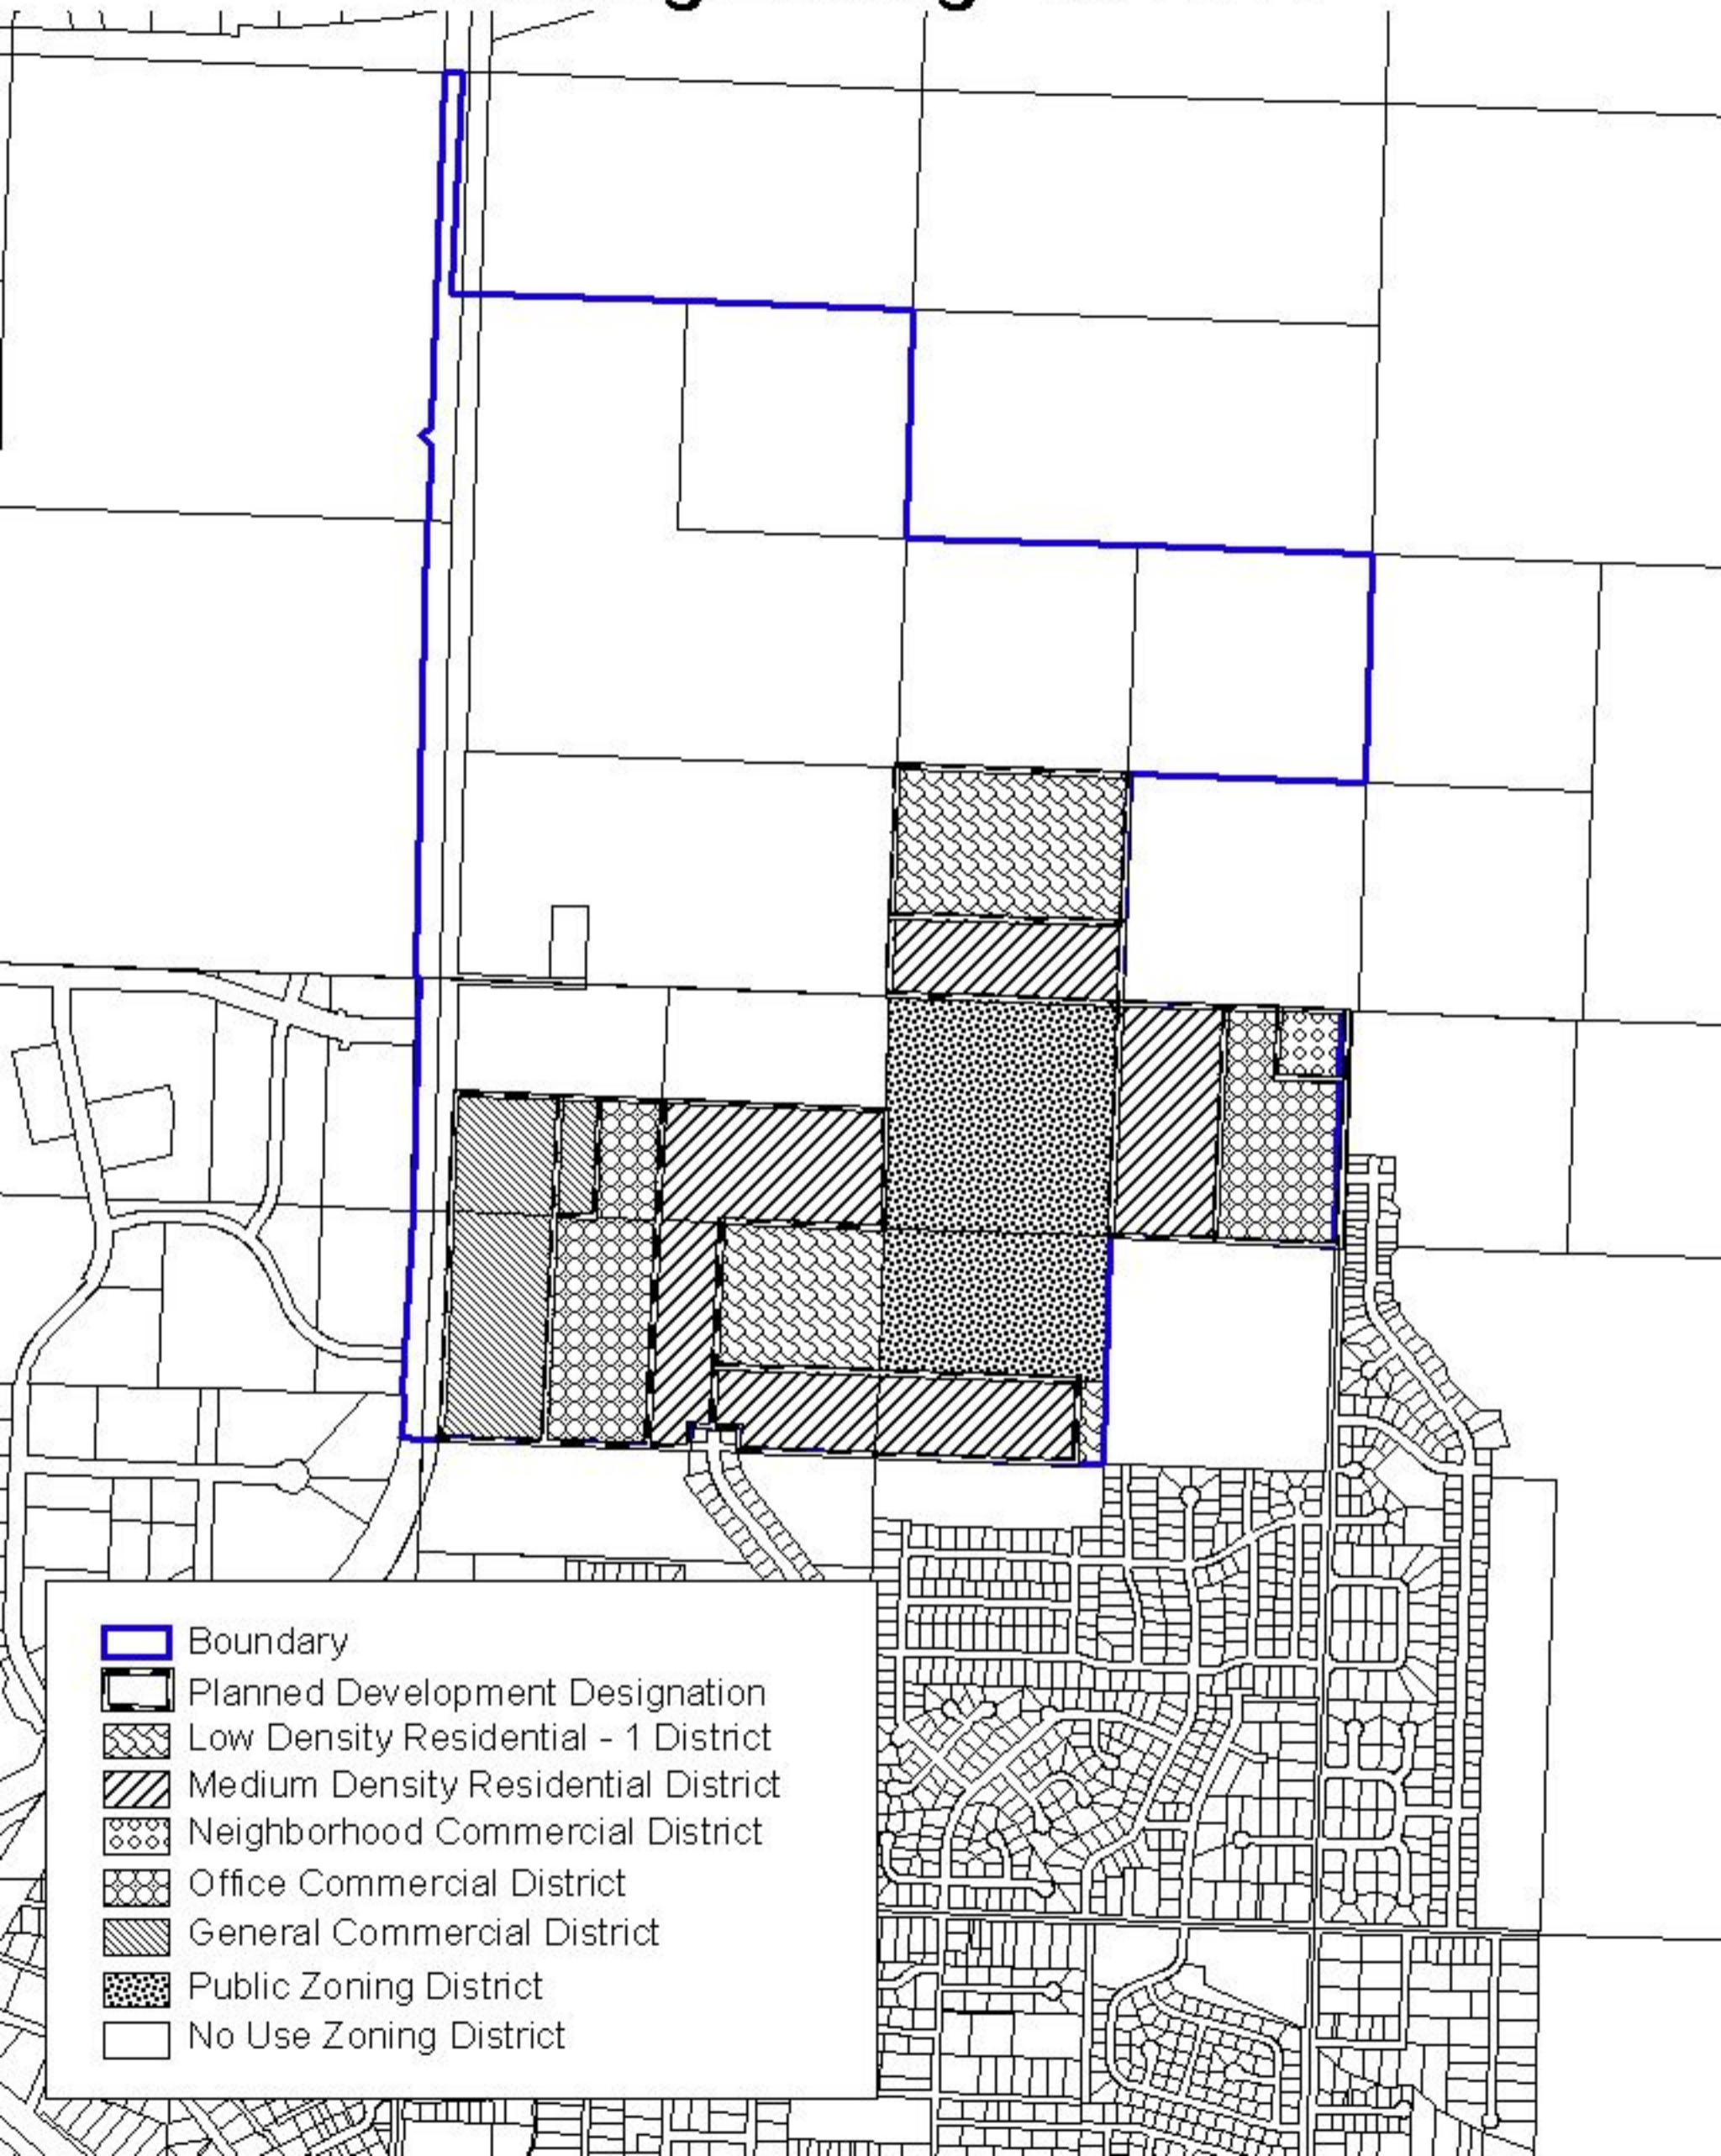 Boundary
Planned Development Designation
Low Density Residential - 1 District
Medium Density Residential District
Neighborhood Commercial District
Office Commercial District
General Commercial District
Public Zoning District
No Use Zoning District